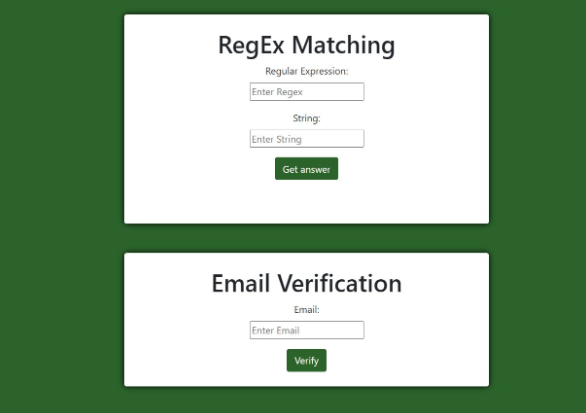 RegEx Matching
Regular Expression:
Enter Regex
String:
Enter String
Get answer
Email Verification
Email:
Enter Email
Verify